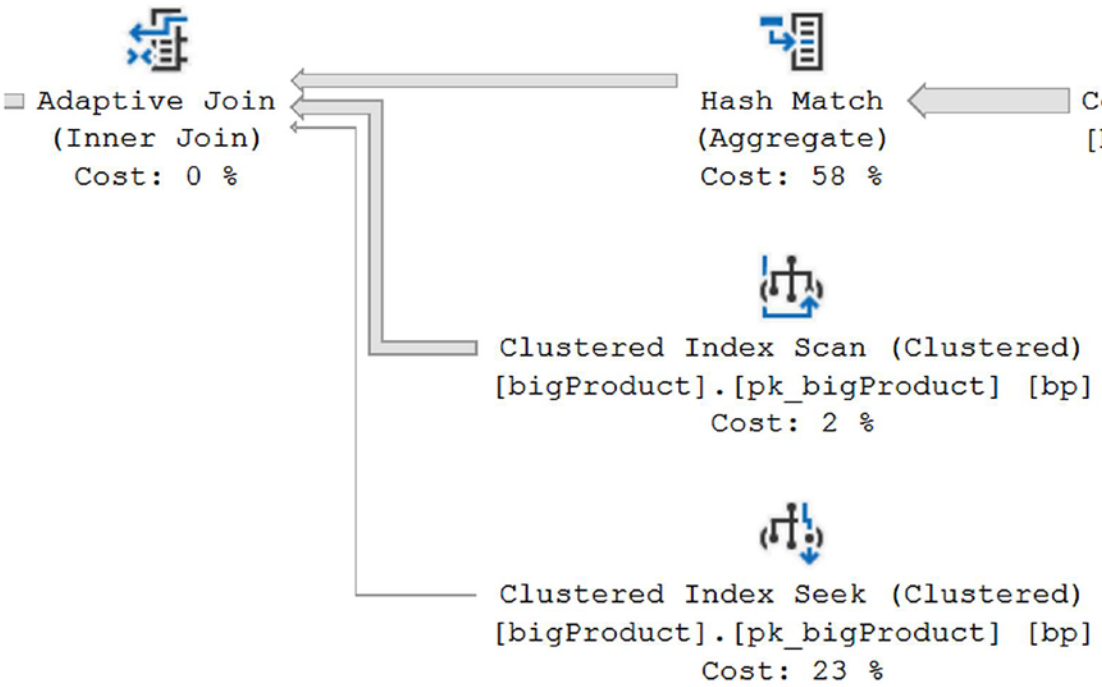 Adaptive Join
(Inner Join)
Cost: 0 %
Hash Match
(Aggregate)
Cost: 58 %
Clustered Index Scan (Clustered)
[bigProduct].[pk_bigProduct] [bp]
Cost: 2 %
Clustered Index Seek (Clustered)
[bigProduct].[pk_bigProduct] [bp]
Cost: 23 %